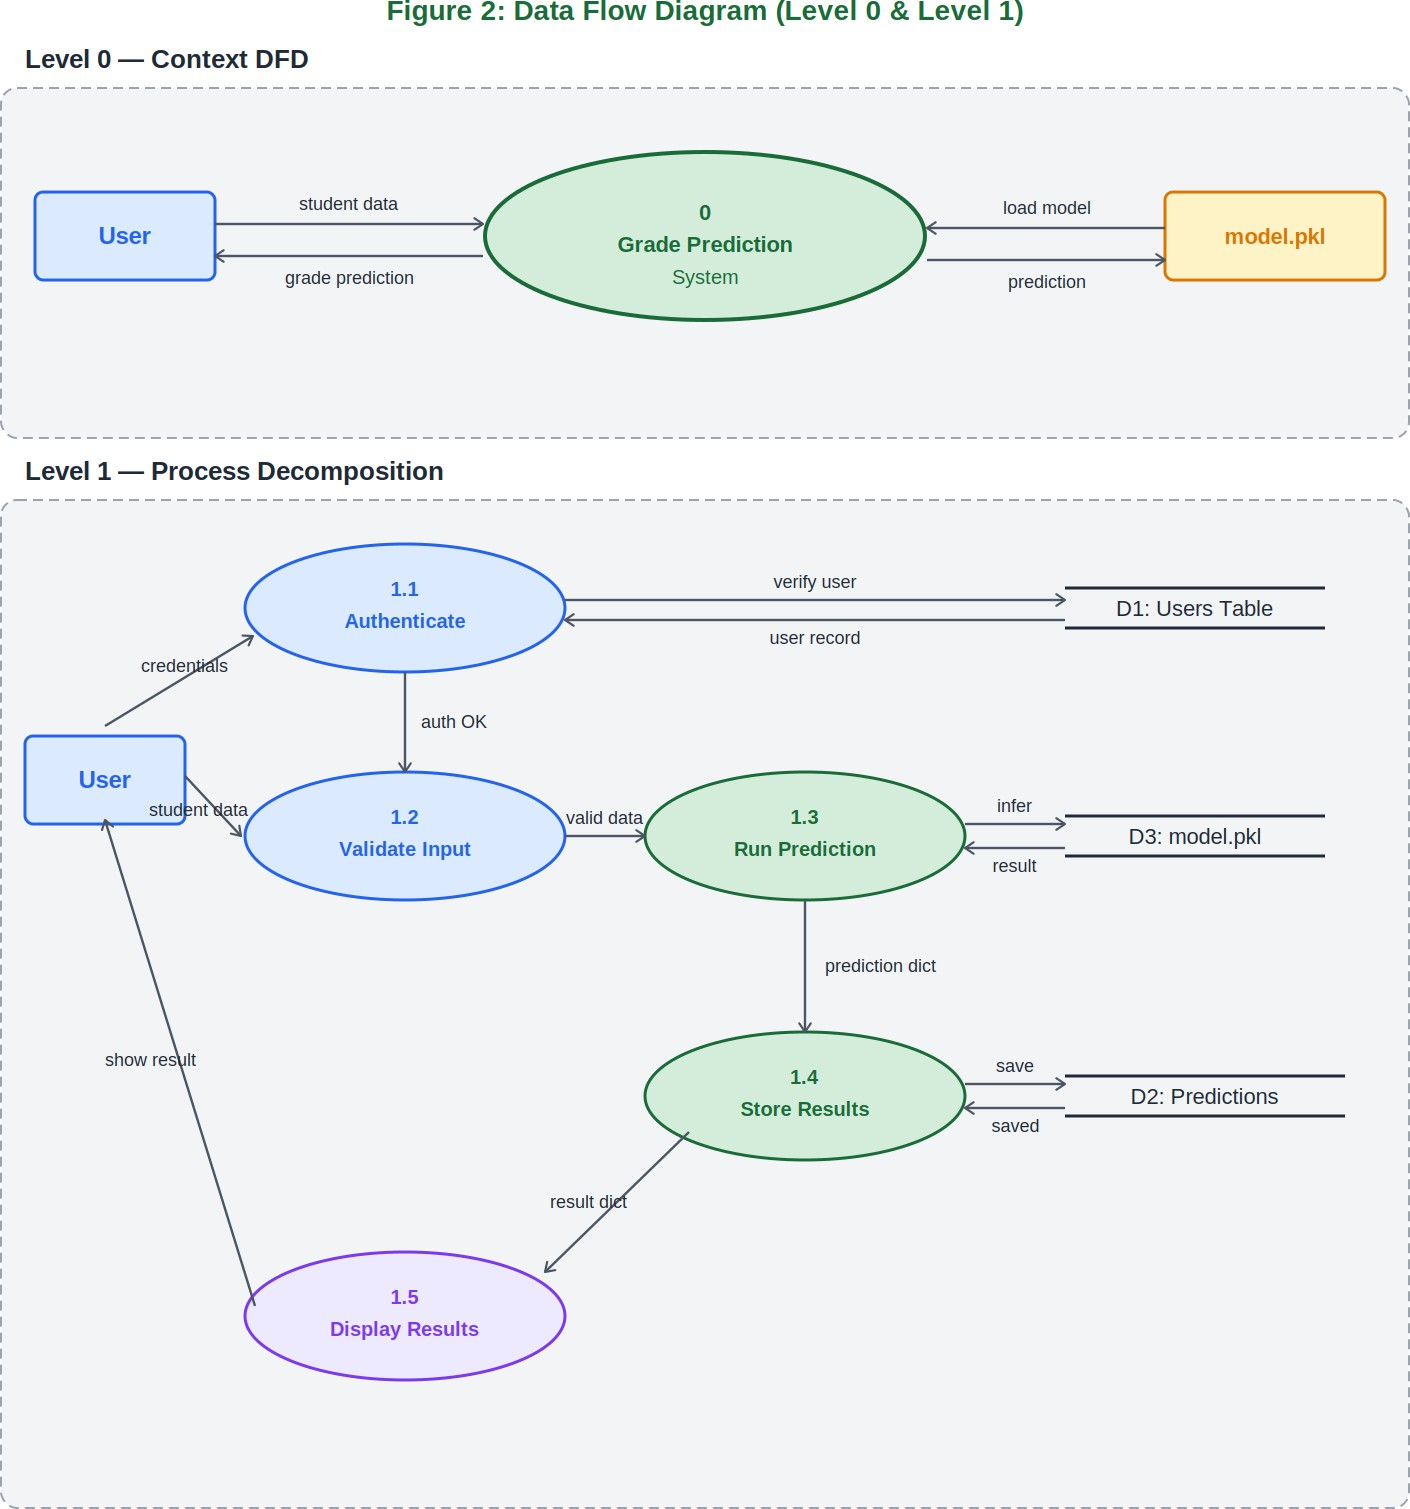 Figure 2: Data Flow Diagram (Level 0 & Level 1)
Level 0 — Context DFD
User
student data
grade prediction
0
Grade Prediction
System
load model
prediction
model.pkl
Level 1 — Process Decomposition
1.1
Authenticate
verify user
user record
D1: Users Table
credentials
auth OK
User
student data
1.2
Validate Input
valid data
1.3
Run Prediction
infer
result
D3: model.pkl
prediction dict
show result
1.4
Store Results
save
saved
D2: Predictions
result dict
1.5
Display Results